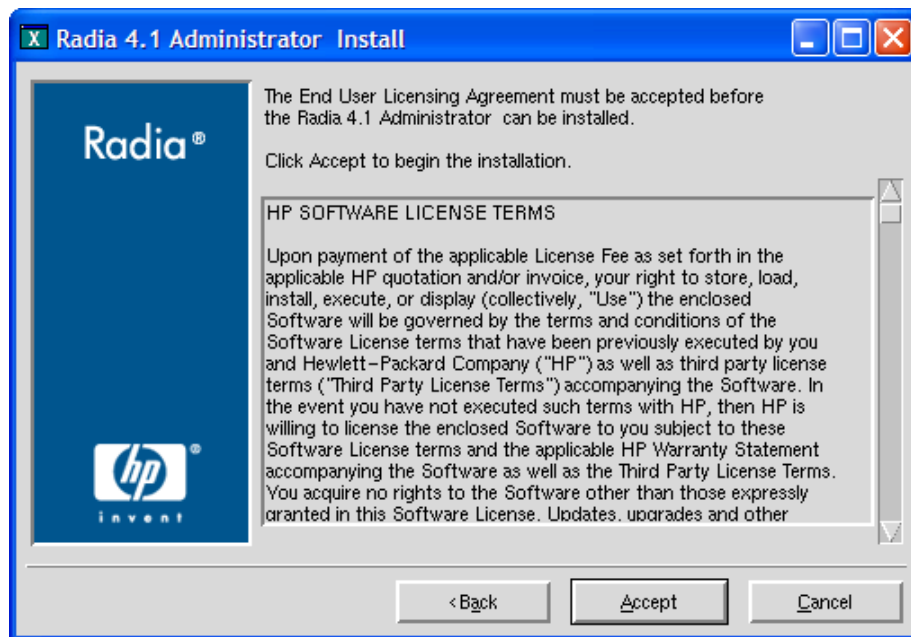 X Radia 4.1 Administrator Install
Radia®
hp®
invent
The End User Licensing Agreement must be accepted before
the Radia 4.1 Administrator can be installed.
Click Accept to begin the installation.
HP SOFTWARE LICENSE TERMS
Upon payment of the applicable License Fee as set forth in the
applicable HP quotation and/or invoice, your right to store, load,
install, execute, or display (collectively, "Use") the enclosed
Software will be governed by the terms and conditions of the
Software License terms that have been previously executed by you
and Hewlett-Packard Company ("HP") as well as third party license
terms ("Third Party License Terms") accompanying the Software. In
the event you have not executed such terms with HP, then HP is
willing to license the enclosed Software to you subject to these
Software License terms and the applicable HP Warranty Statement
accompanying the Software as well as the Third Party License Terms.
You acquire no rights to the Software other than those expressly
granted in this Software License. Updates, upgrades and other
<Back
Accept
Cancel